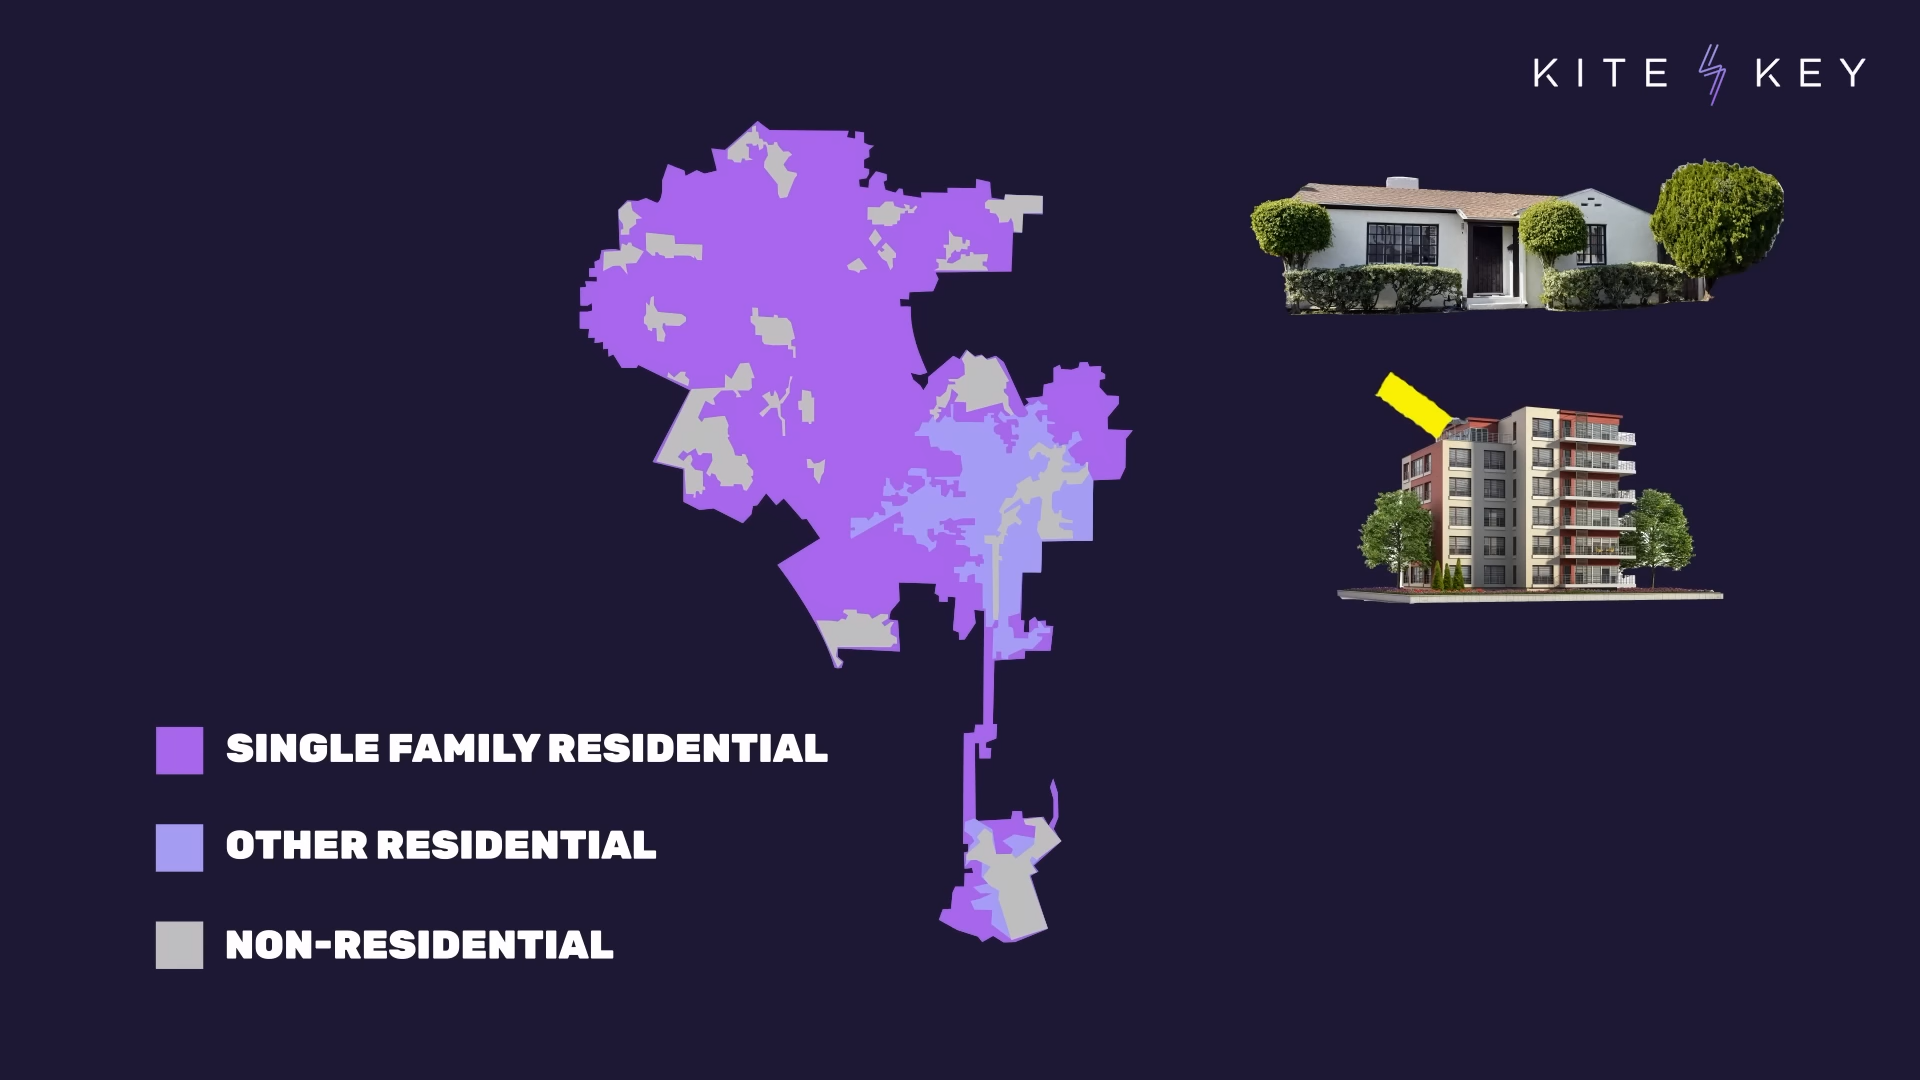 KITE KEY
SINGLE FAMILY RESIDENTIAL
OTHER RESIDENTIAL
NON-RESIDENTIAL